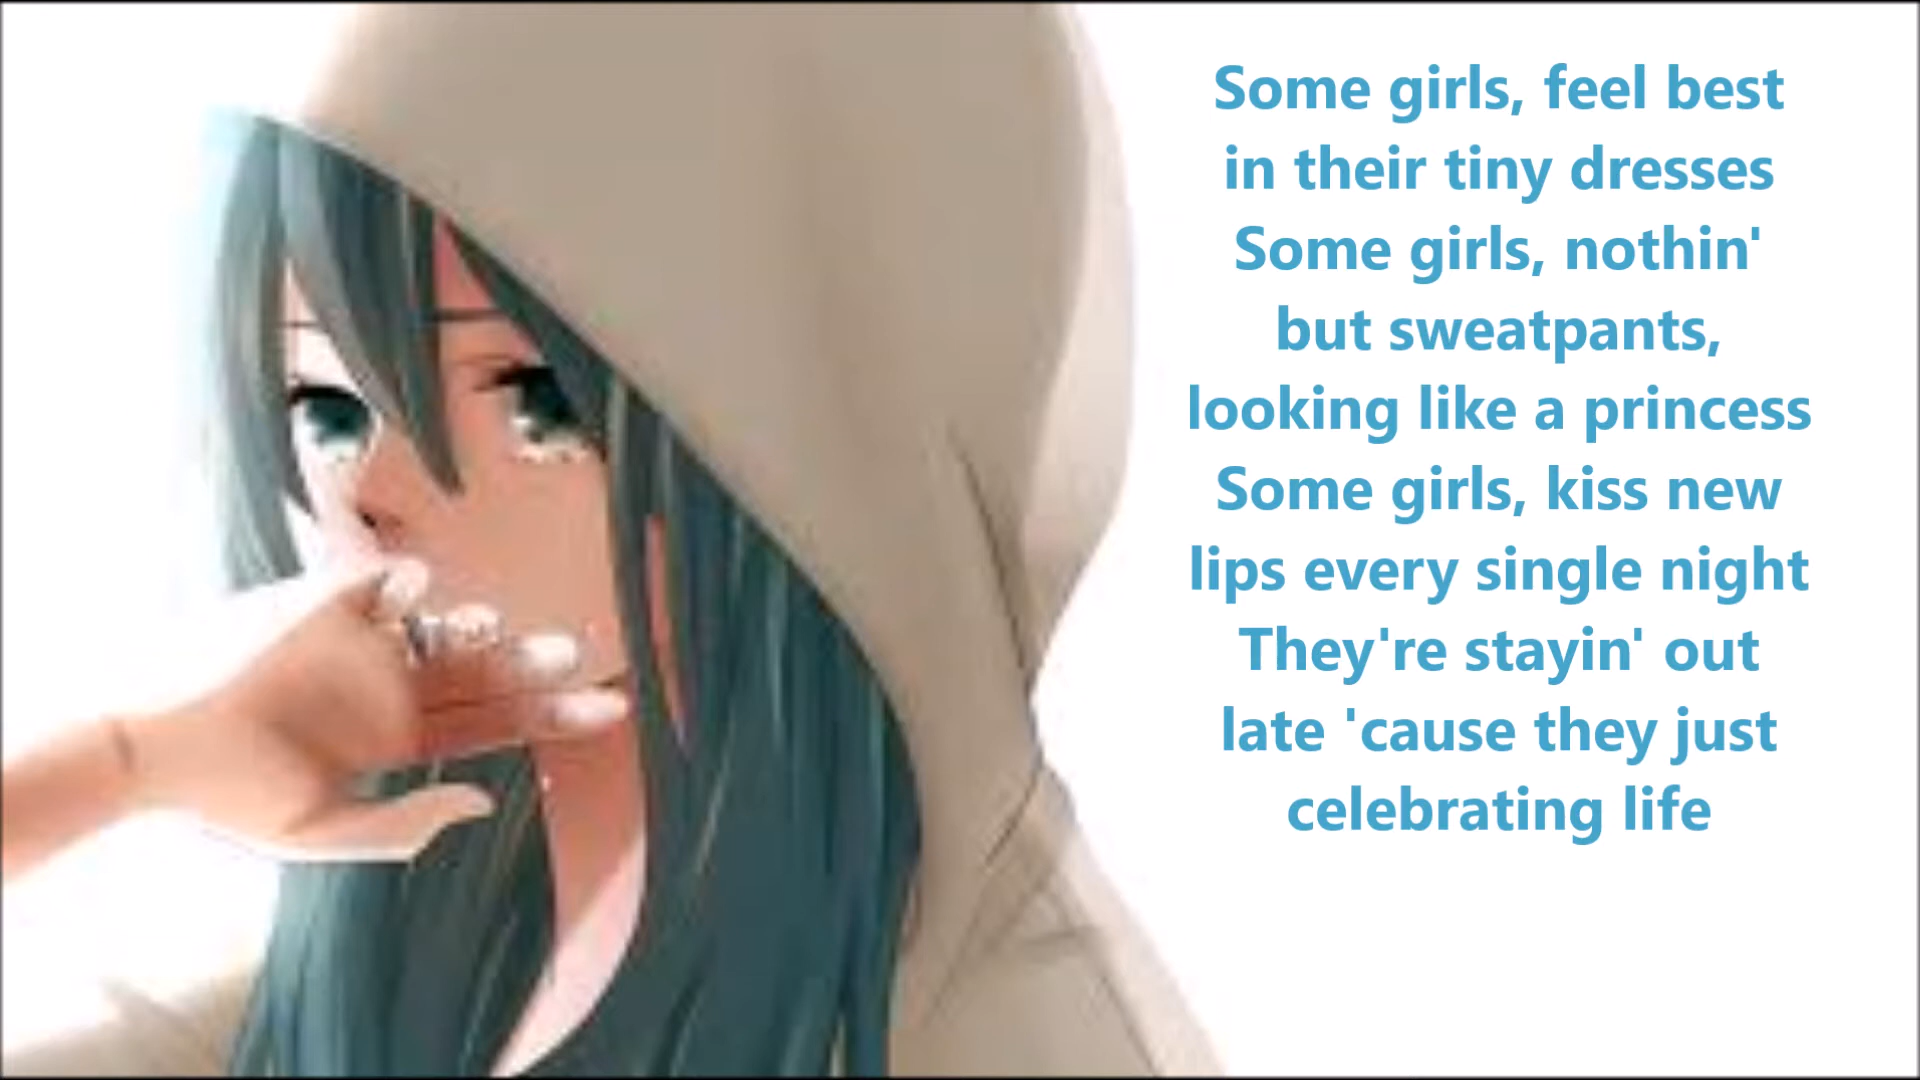 Some girls, feel best
in their tiny dresses
Some girls, nothin'
but sweatpants,
looking like a princess
Some girls, kiss new
lips every single night
They're stayin' out
late 'cause they just
celebrating life